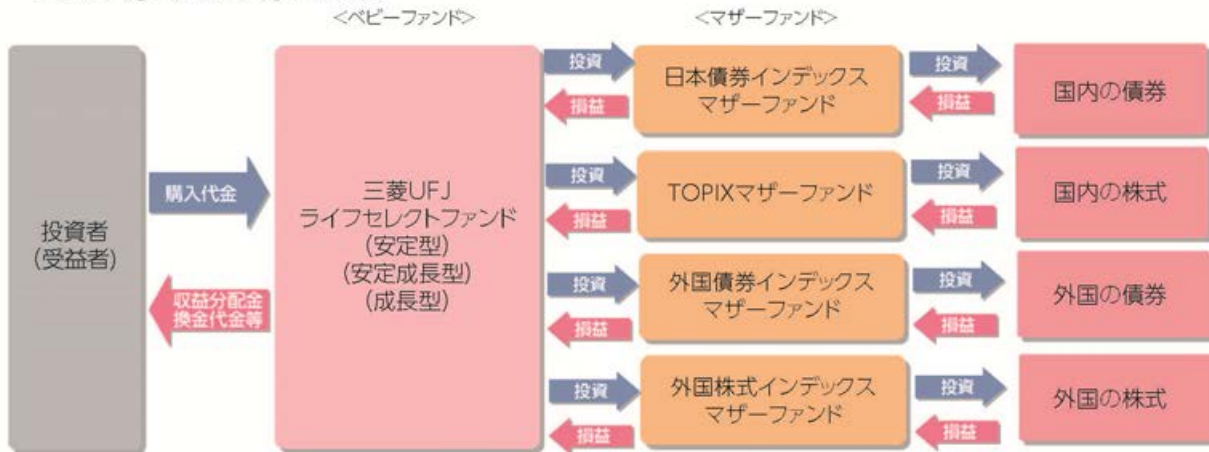 <ベビーファンド>
<マザーファンド>
投資者
(受益者)
購入代金
収益分配金
換金代金等
三菱UFJ
ライフセレクトファンド
(安定型)
(安定成長型)
(成長型)
投資
損益
日本債券インデックス
マザーファンド
投資
損益
国内の債券
投資
損益
TOPIXマザーファンド
投資
損益
国内の株式
投資
損益
外国債券インデックス
マザーファンド
投資
損益
外国の債券
投資
損益
外国株式インデックス
マザーファンド
投資
損益
外国の株式